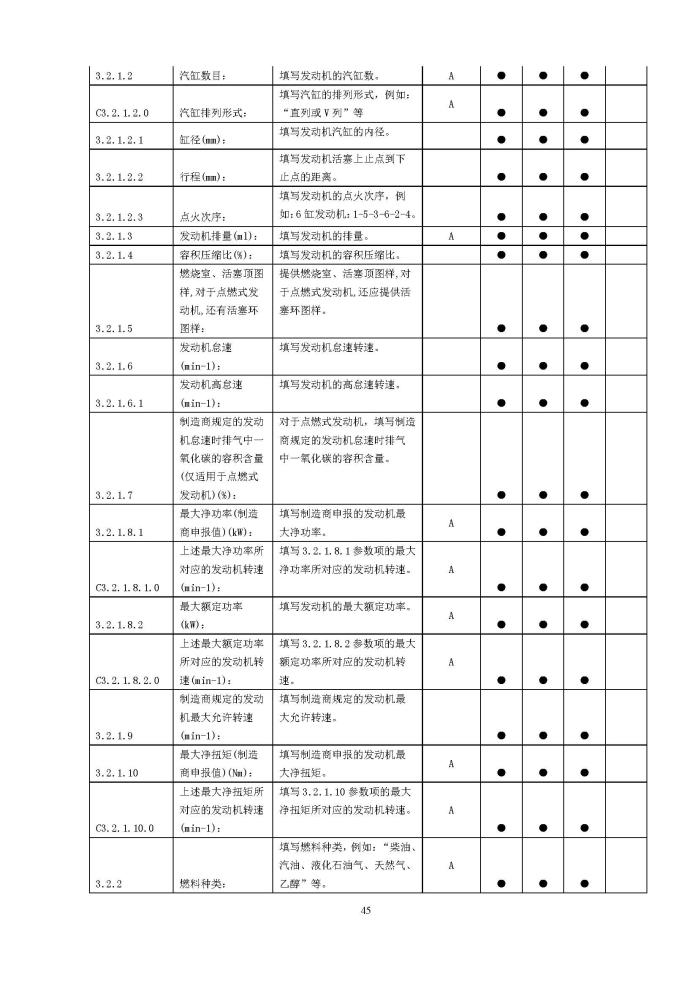 3.2.1.2 汽缸数目： 填写发动机的汽缸数。 A ● ● ●
填写汽缸的排列形式，例如：
C3.2.1.2.0 汽缸排列形式： “直列或 V 列”等 A ● ● ●
3.2.1.2.1 缸径(mm)： 填写发动机汽缸的内径。 ● ● ●
填写发动机活塞上止点到下
3.2.1.2.2 行程(mm)： 止点的距离。 ● ● ●
填写发动机的点火次序，例
3.2.1.2.3 点火次序： 如：6 缸发动机：1-5-3-6-2-4。 ● ● ●
3.2.1.3 发动机排量(ml)： 填写发动机的排量。 A ● ● ●
3.2.1.4 容积压缩比(%)： 填写发动机的容积压缩比。 ● ● ●
燃烧室、活塞顶图 提供燃烧室、活塞顶图样,对
样,对于点燃式发 于点燃式发动机,还应提供活
动机,还有活塞环 塞环图样。
3.2.1.5 图样： ● ● ●
发动机怠速 填写发动机怠速转速。
3.2.1.6 (min-1)： ● ● ●
发动机高怠速 填写发动机的高怠速转速。
3.2.1.6.1 (min-1)： ● ● ●
制造商规定的发动 对于点燃式发动机，填写制造
机怠速时排气中一 商规定的发动机怠速时排气
氧化碳的容积含量 中一氧化碳的容积含量。
(仅适用于点燃式
3.2.1.7 发动机)(%)： ● ● ●
最大净功率(制造 填写制造商申报的发动机最
3.2.1.8.1 商申报值)(kW)： 大净功率。 A ● ● ●
上述最大净功率所 填写 3.2.1.8.1 参数项的最大
对应的发动机转速 净功率所对应的发动机转速。 A
C3.2.1.8.1.0 (min-1)： ● ● ●
最大额定功率 填写发动机的最大额定功率。
3.2.1.8.2 (kW)： A ● ● ●
上述最大额定功率 填写 3.2.1.8.2 参数项的最大
所对应的发动机转 额定功率所对应的发动机转 A
C3.2.1.8.2.0 速(min-1)： 速。 ● ● ●
制造商规定的发动 填写制造商规定的发动机最
机最大允许转速 大允许转速。
3.2.1.9 (min-1)： ● ● ●
最大净扭矩(制造 填写制造商申报的发动机最
3.2.1.10 商申报值)(Nm)： 大净扭矩。 A ● ● ●
上述最大净扭矩所 填写 3.2.1.10 参数项的最大
对应的发动机转速 净扭矩所对应的发动机转速。 A
C3.2.1.10.0 (min-1)： ● ● ●
填写燃料种类，例如：“柴油、
汽油、液化石油气、天然气、 A
3.2.2 燃料种类： 乙醇”等。 ● ● ●
45